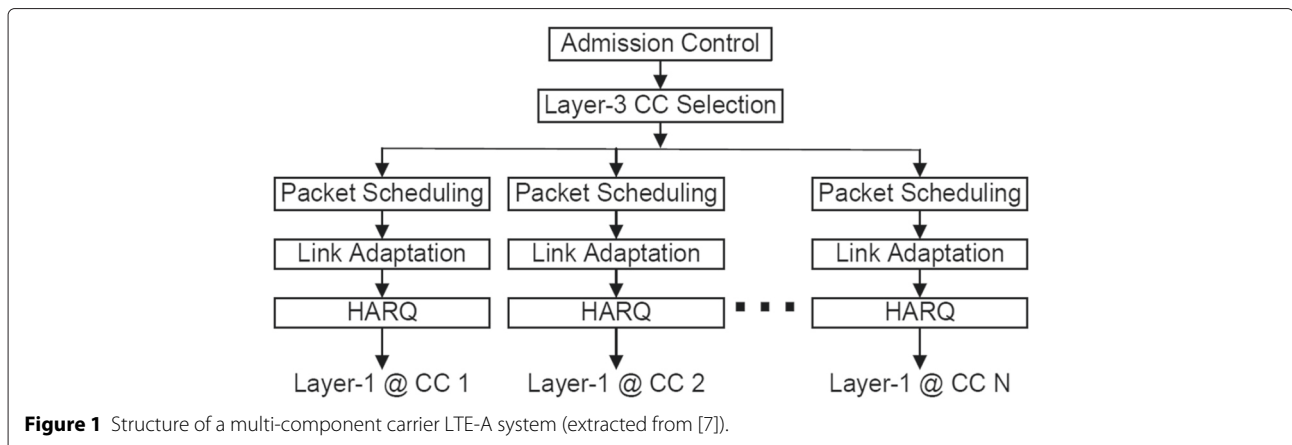 Admission Control
Layer-3 CC Selection
Packet Scheduling Packet Scheduling Packet Scheduling
Link Adaptation Link Adaptation Link Adaptation
HARQ HARQ HARQ
Layer-1 @ CC 1 Layer-1 @ CC 2 Layer-1 @ CC N
Figure 1 Structure of a multi-component carrier LTE-A system (extracted from [7]).